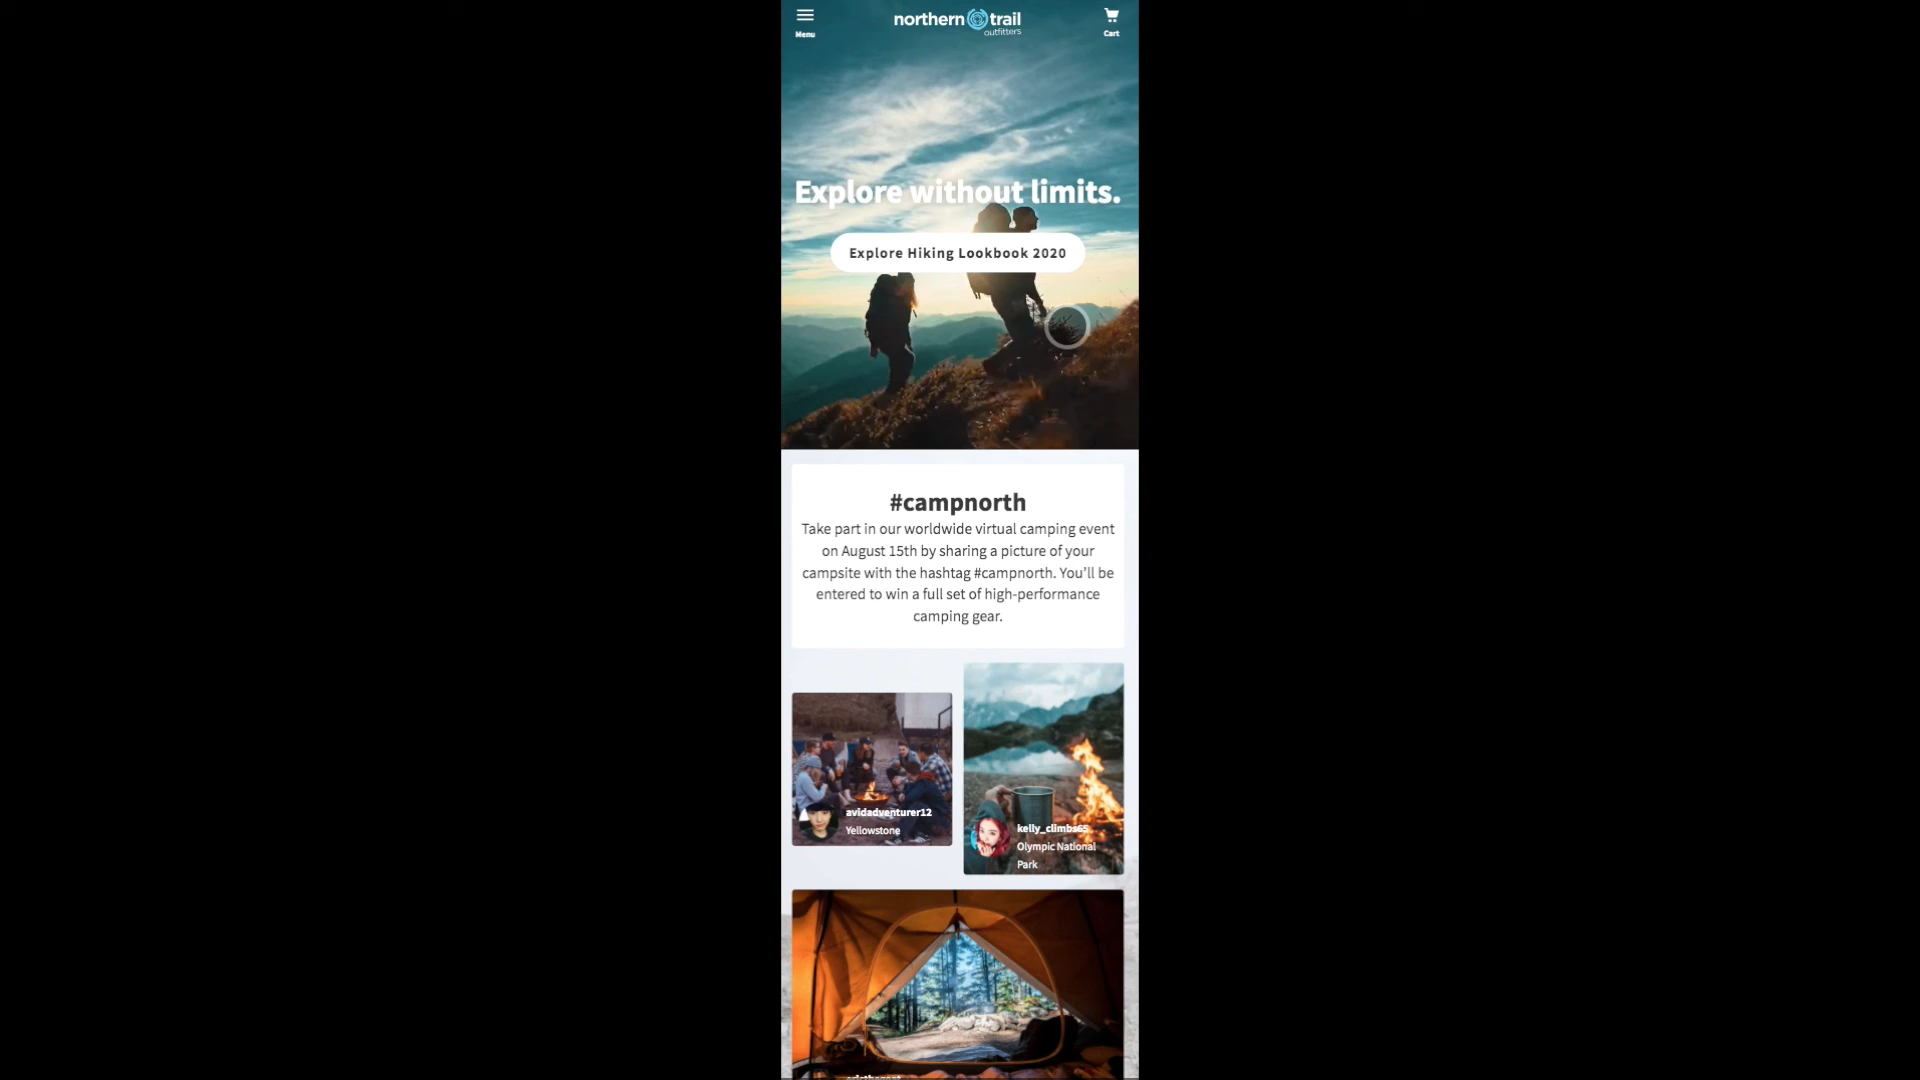 Menu
northern trail
outfitters
Cart
Explore without limits.
Explore Hiking Lookbook 2020
#campnorth
Take part in our worldwide virtual camping event
on August 15th by sharing a picture of your
campsite with the hashtag #campnorth. You'll be
entered to win a full set of high-performance
camping gear.
avidadventurer12
Yellowstone
kelly_climbs65
Olympic National
Park